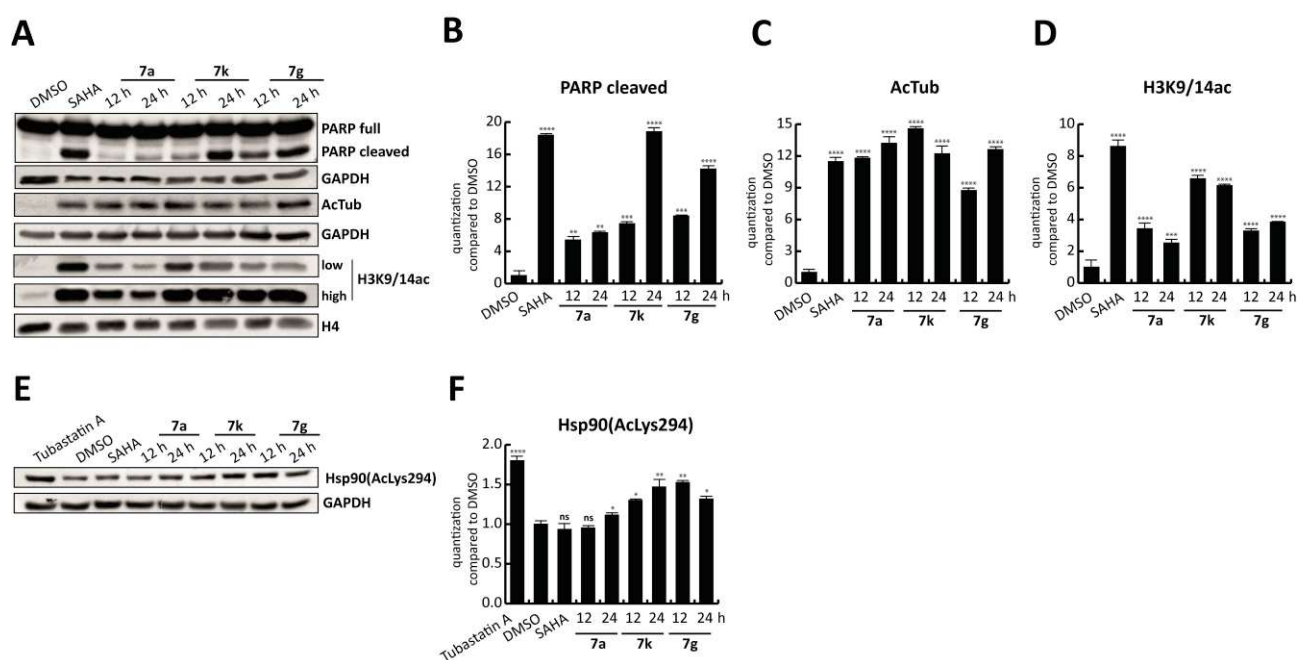 A
7a 7k 7g
DMSO SAHA 12 h 24 h 12 h 24 h 12 h 24 h
PARP full
PARP cleaved
GAPDH
AcTub
GAPDH
low
H3K9/14ac
high
H4
B
PARP cleaved
quantization
compared to DMSO
20
16
12
8
4
0
**** ** ** *** **** *** ****
DMSO SAHA 12 24 12 24 12 24 h
7a 7k 7g
C
AcTub
quantization
compared to DMSO
15
12
9
6
3
0
**** **** **** **** **** **** ****
DMSO SAHA 12 24 12 24 12 24 h
7a 7k 7g
D
H3K9/14ac
quantization
compared to DMSO
10
8
6
4
2
0
**** **** *** **** **** **** ****
DMSO SAHA 12 24 12 24 12 24 h
7a 7k 7g
E
7a 7k 7g
Tubastatin A DMSO SAHA 12 h 24 h 12 h 24 h 12 h 24 h
Hsp90(AcLys294)
GAPDH
F
Hsp90(AcLys294)
quantization
compared to DMSO
2.0
1.5
1.0
0.5
0.0
**** ns ns * * ** ** *
Tubastatin A DMSO SAHA 12 24 12 24 12 24 h
7a 7k 7g